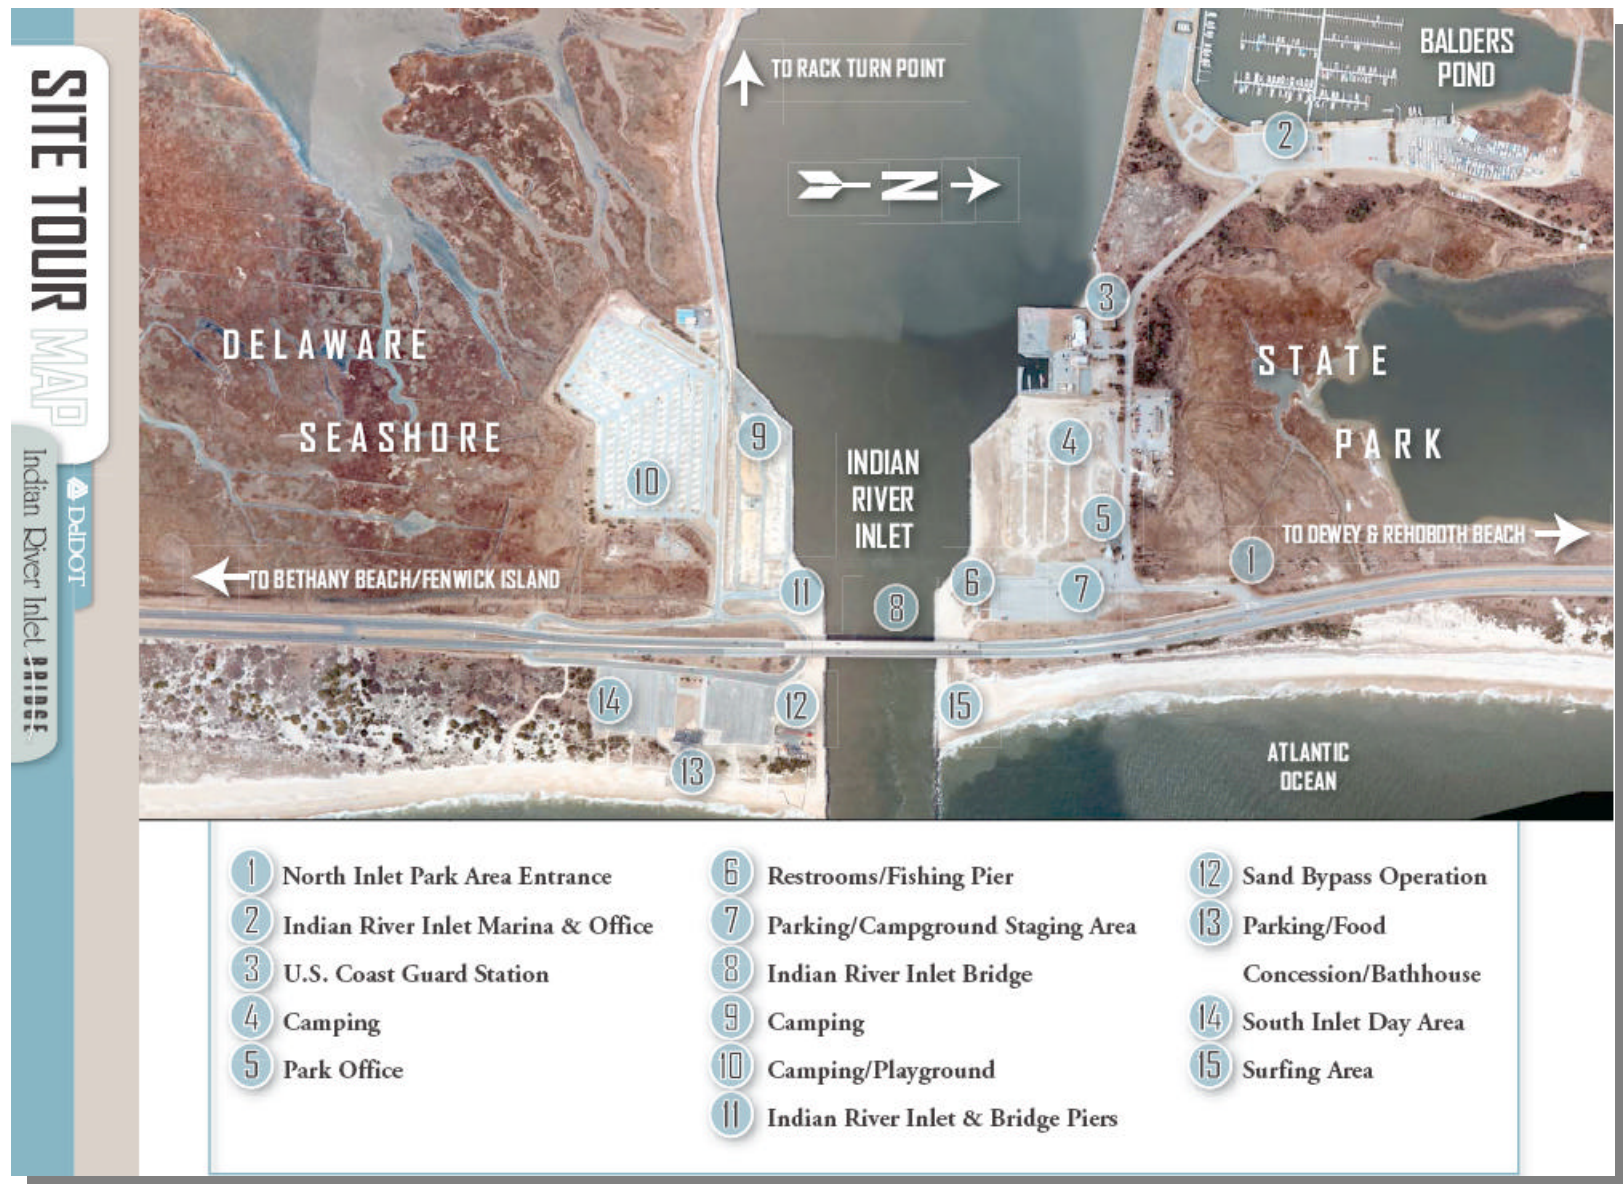 SITE TOUR MAP
Indian River Inlet BRIDGE
DelDOT
TO RACK TURN POINT
BALDERS
POND
2
N
3
DELAWARE
SEASHORE
STATE
PARK
9
4
10
INDIAN
RIVER
INLET
5
TO DEWEY & REHOBOTH BEACH
1
TO BETHANY BEACH/FENWICK ISLAND
11
8
6
7
14
12
15
13
ATLANTIC
OCEAN
1 North Inlet Park Area Entrance
2 Indian River Inlet Marina & Office
3 U.S. Coast Guard Station
4 Camping
5 Park Office
6 Restrooms/Fishing Pier
7 Parking/Campground Staging Area
8 Indian River Inlet Bridge
9 Camping
10 Camping/Playground
11 Indian River Inlet & Bridge Piers
12 Sand Bypass Operation
13 Parking/Food
Concession/Bathhouse
14 South Inlet Day Area
15 Surfing Area